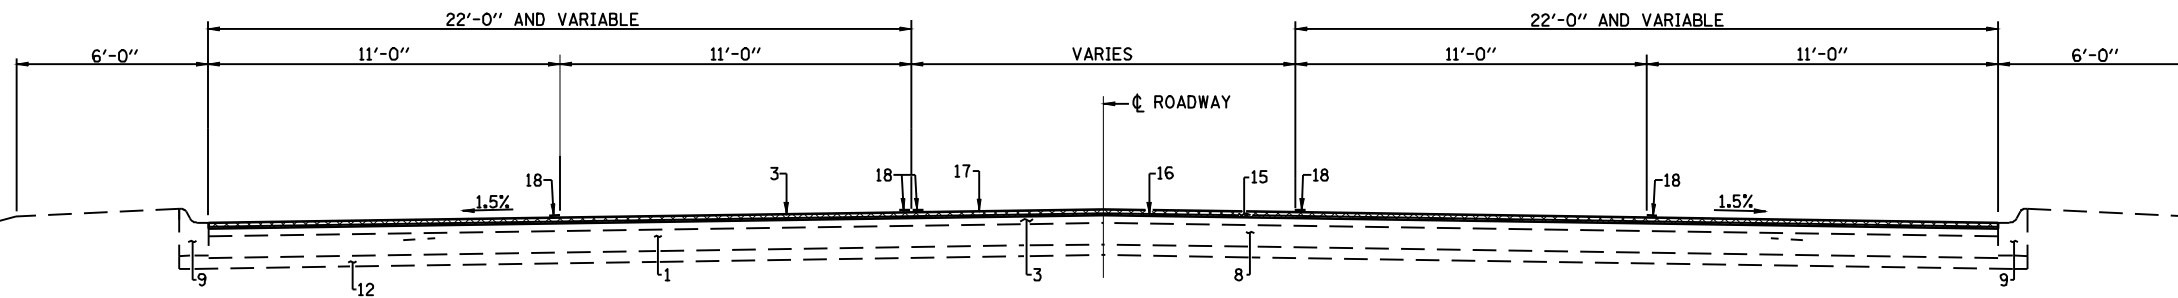 22'-0" AND VARIABLE 22'-0" AND VARIABLE
6'-0" 11'-0" 11'-0" VARIES 11'-0" 11'-0" 6'-0"
℄ ROADWAY
18 3 18 17 16 15 18 18
1.5% 1.5%
9 12 1 3 8 9